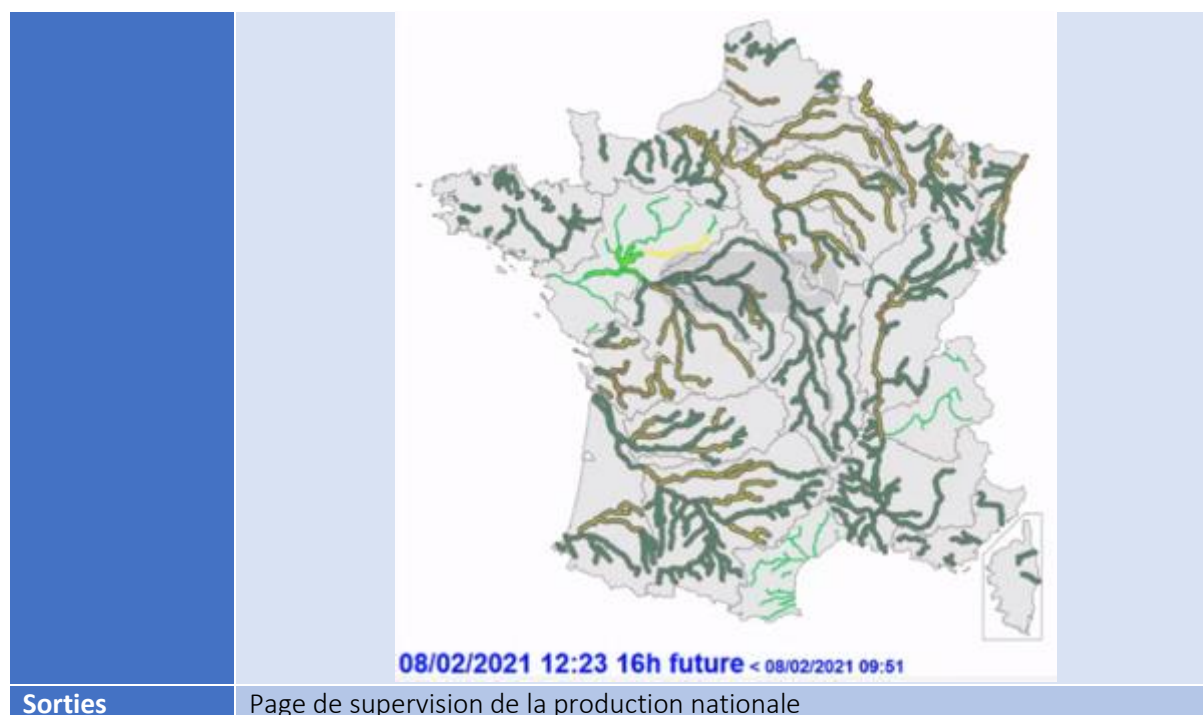 08/02/2021 12:23 16h future < 08/02/2021 09:51
Sorties Page de supervision de la production nationale